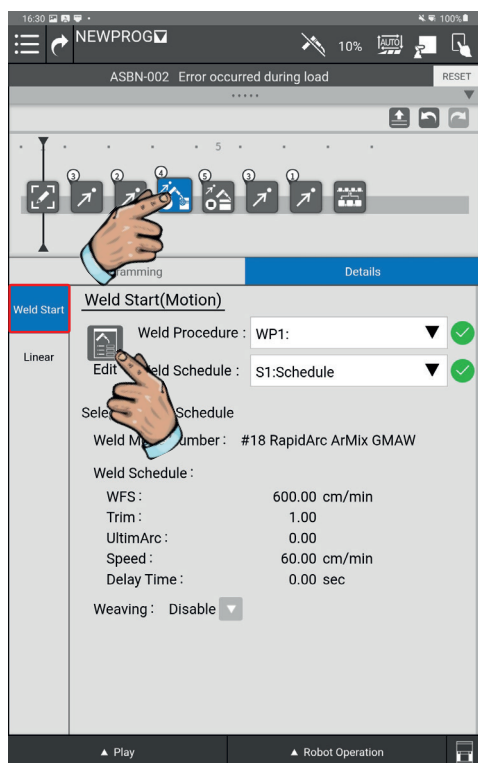 16:30
100%
NEWPROG
10% AUTO
ASBN-002 Error occurred during load RESET
5
3 2 4 5 3 1
amming Details
Weld Start
Weld Start(Motion)
Weld Procedure : WP1:
Linear
Edit eld Schedule : S1:Schedule
Sele Schedule
Weld M umber : #18 RapidArc ArMix GMAW
Weld Schedule :
WFS : 600.00 cm/min
Trim : 1.00
UltimArc : 0.00
Speed : 60.00 cm/min
Delay Time : 0.00 sec
Weaving : Disable
▲ Play ▲ Robot Operation